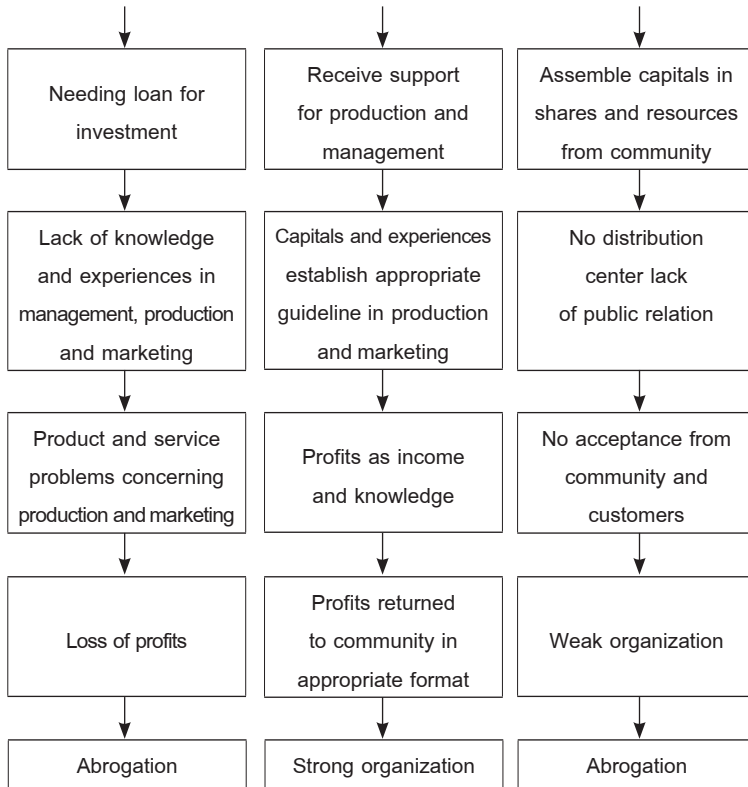 Needing loan for
investment
Receive support
for production and
management
Assemble capitals in
shares and resources
from community
Lack of knowledge
and experiences in
management, production
and marketing
Capitals and experiences
establish appropriate
guideline in production
and marketing
No distribution
center lack
of public relation
Product and service
problems concerning
production and marketing
Profits as income
and knowledge
No acceptance from
community and
customers
Loss of profits
Profits returned
to community in
appropriate format
Weak organization
Abrogation
Strong organization
Abrogation